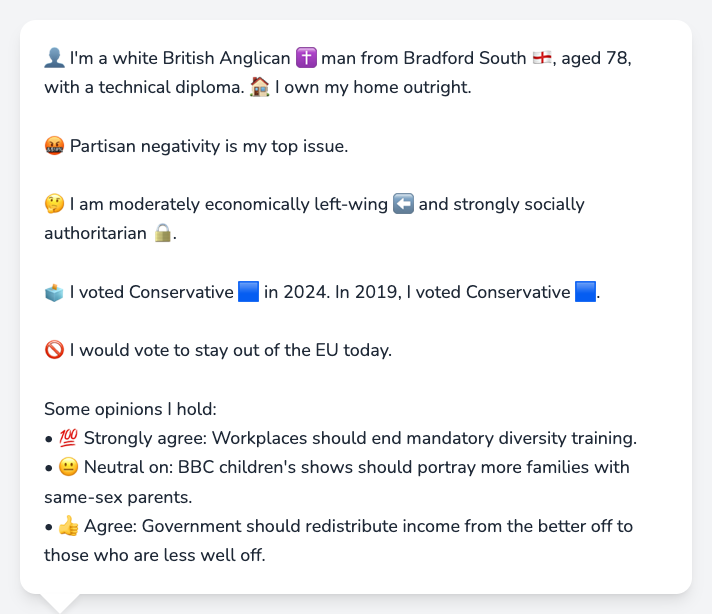 👤 I'm a white British Anglican ✝️ man from Bradford South 🏴󠁧󠁢󠁥󠁮󠁧󠁿, aged 78,
with a technical diploma. 🏠 I own my home outright.
🤬 Partisan negativity is my top issue.
🤔 I am moderately economically left-wing ⬅️ and strongly socially
authoritarian 🔒.
🗳️ I voted Conservative 🟦 in 2024. In 2019, I voted Conservative 🟦.
🚫 I would vote to stay out of the EU today.
Some opinions I hold:
• 💯 Strongly agree: Workplaces should end mandatory diversity training.
• 😐 Neutral on: BBC children's shows should portray more families with
same-sex parents.
• 👍 Agree: Government should redistribute income from the better off to
those who are less well off.